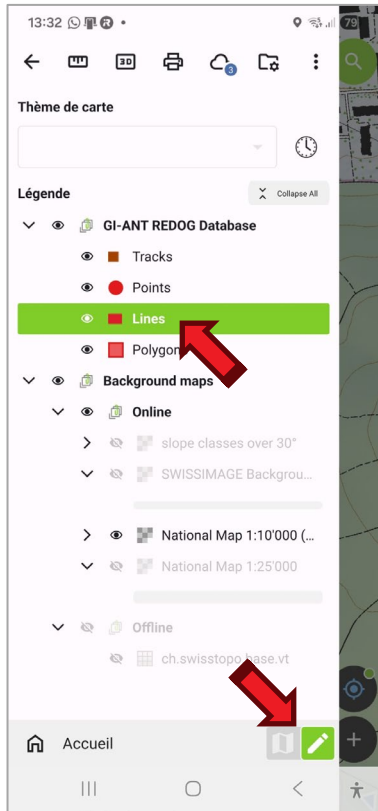 13:32
79
3D
3
Thème de carte
Légende
Collapse All
GI-ANT REDOG Database
Tracks
Points
Lines
Polygon
Background maps
Online
slope classes over 30°
SWISSIMAGE Backgrou...
National Map 1:10'000 (...
National Map 1:25'000
Offline
ch.swisstopo.base.vt
Accueil